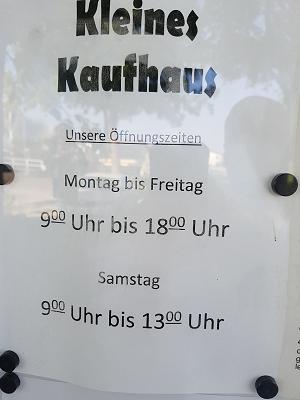 Kleines
Kaufhaus
Unsere Öffnungszeiten
Montag bis Freitag
9⁰⁰ Uhr bis 18⁰⁰ Uhr
Samstag
9⁰⁰ Uhr bis 13⁰⁰ Uhr